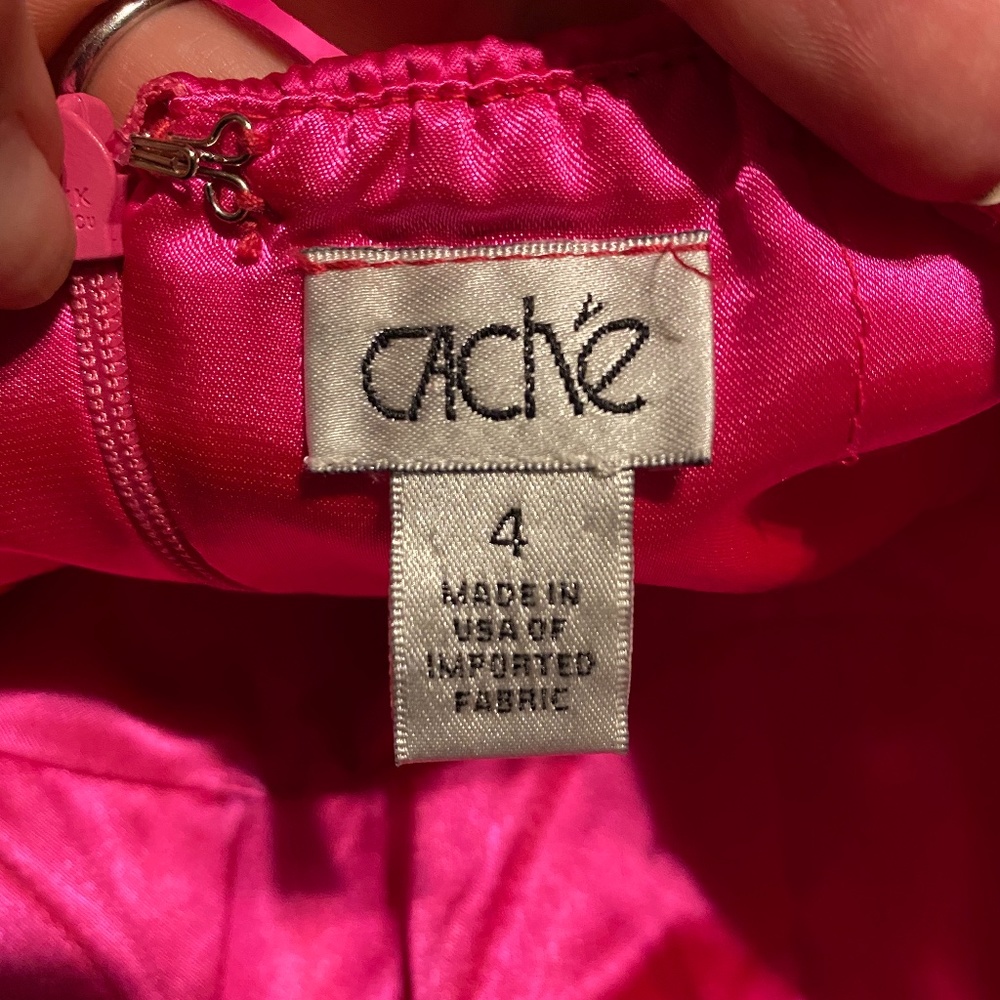 Caché
4
MADE IN
USA OF
IMPORTED
FABRIC